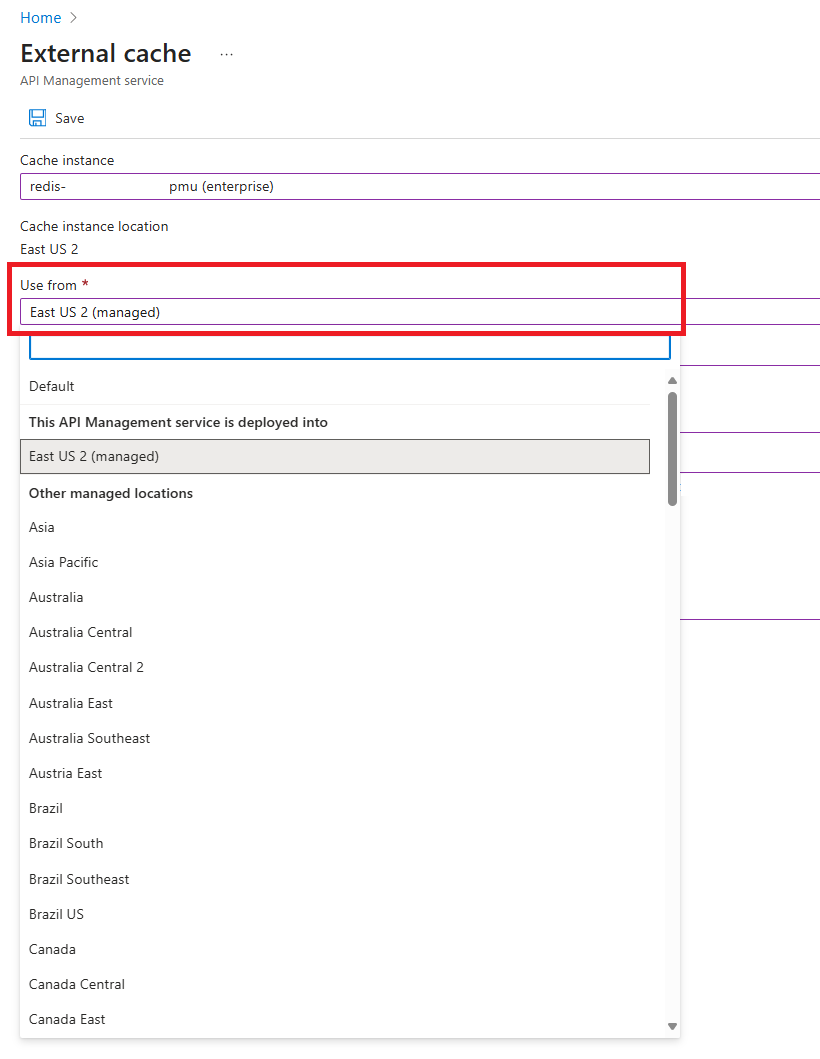 Home
External cache ...
API Management service
Save
Cache instance
redis- pmu (enterprise)
Cache instance location
East US 2
Use from *
East US 2 (managed)
Default
This API Management service is deployed into
East US 2 (managed)
Other managed locations
Asia
Asia Pacific
Australia
Australia Central
Australia Central 2
Australia East
Australia Southeast
Austria East
Brazil
Brazil South
Brazil Southeast
Brazil US
Canada
Canada Central
Canada East